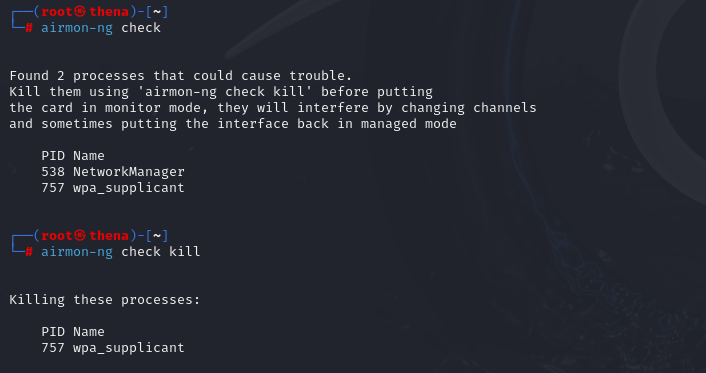 ┌──(root㉿thena)-[~]
└─# airmon-ng check
Found 2 processes that could cause trouble.
Kill them using 'airmon-ng check kill' before putting
the card in monitor mode, they will interfere by changing channels
and sometimes putting the interface back in managed mode
    PID Name
    538 NetworkManager
    757 wpa_supplicant
┌──(root㉿thena)-[~]
└─# airmon-ng check kill
Killing these processes:
    PID Name
    757 wpa_supplicant